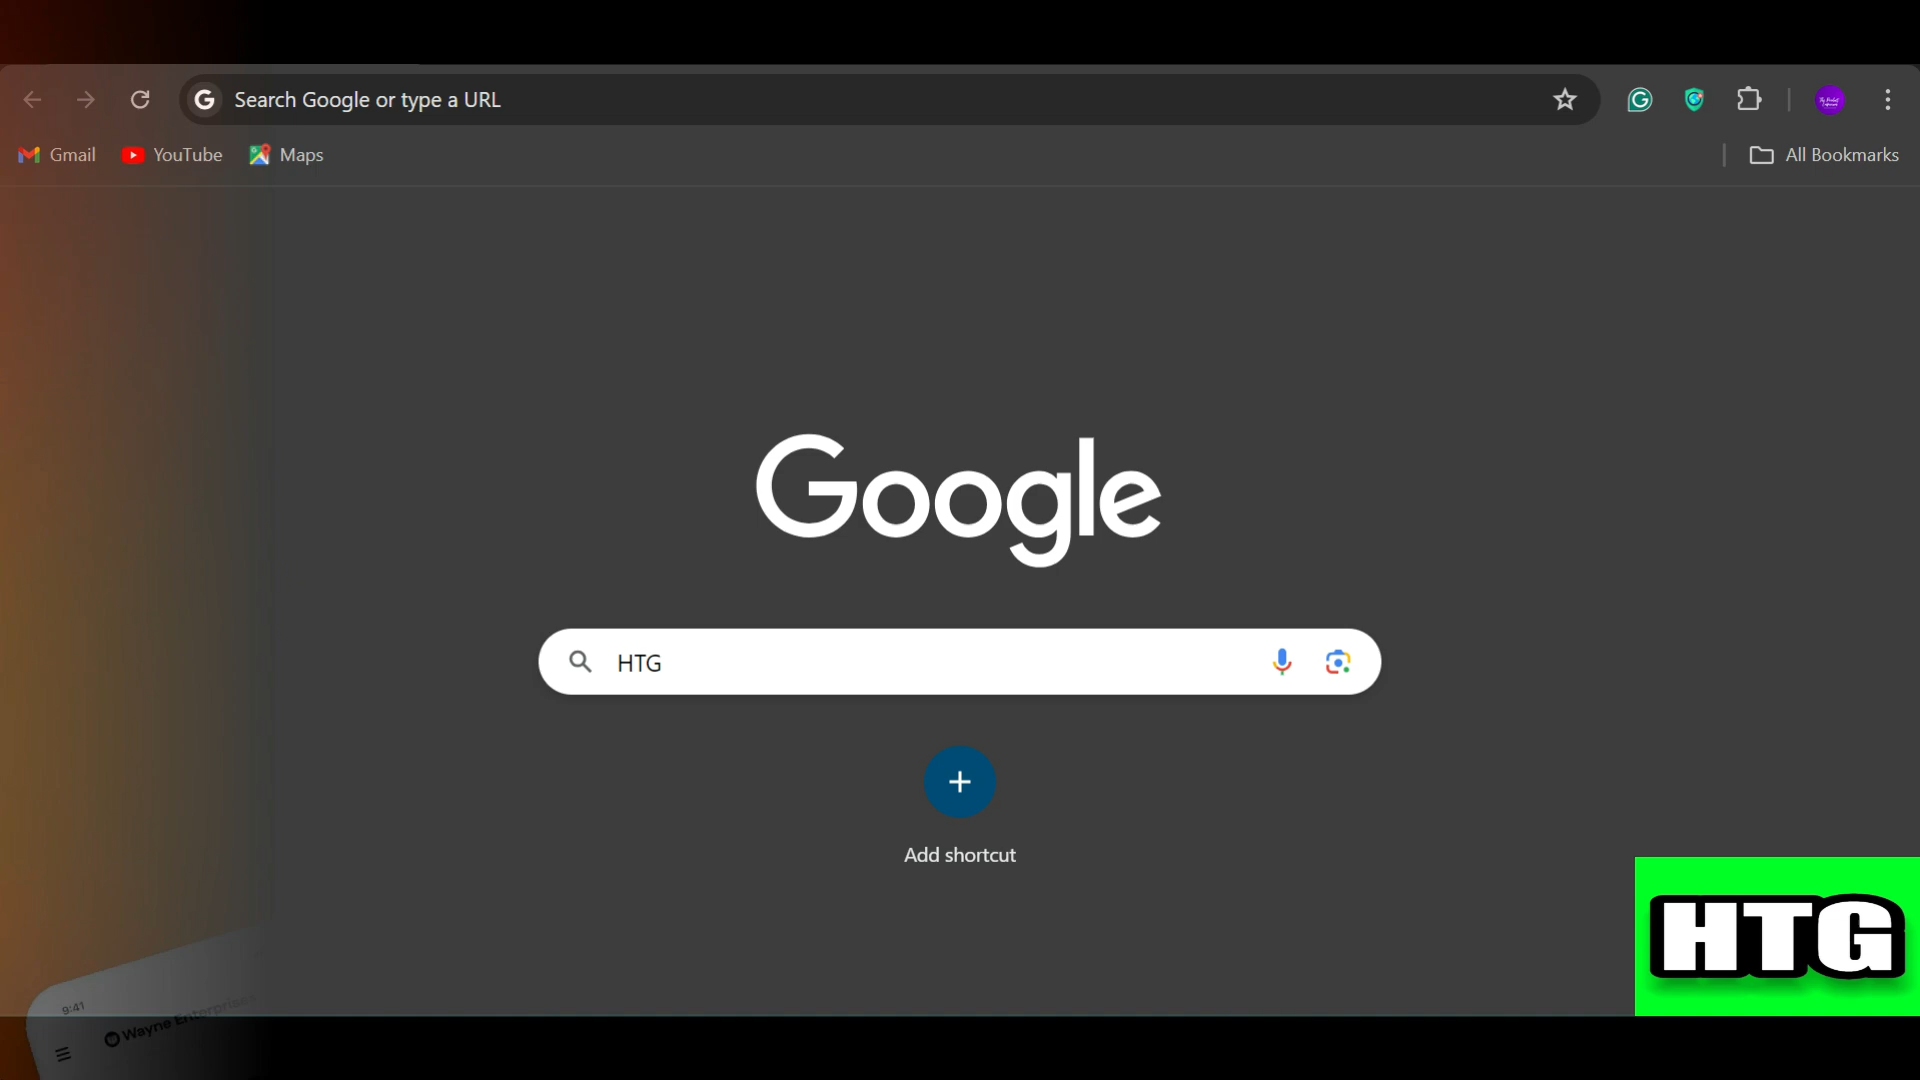 Search Google or type a URL
Gmail YouTube Maps All Bookmarks
Google
HTG
Add shortcut
HTG
9:41
Wayne Enterprises